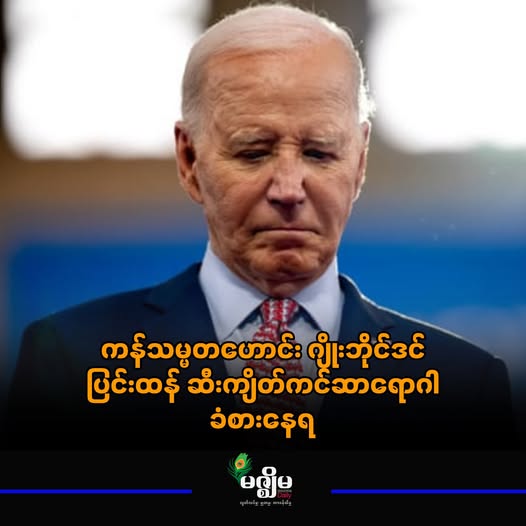 ကန်သမ္မတဟောင်း ဂျိုးဘိုင်ဒင်
ပြင်းထန် ဆီးကျိတ်ကင်ဆာရောဂါ
ခံစားနေရ
မဇ္ဈိမ
Daily